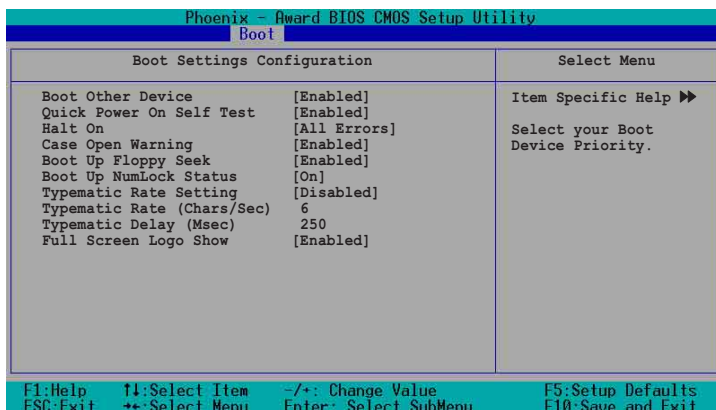 Phoenix - Award BIOS CMOS Setup Utility
Boot
Boot Settings Configuration
Select Menu
Boot Other Device [Enabled]
Quick Power On Self Test [Enabled]
Halt On [All Errors]
Case Open Warning [Enabled]
Boot Up Floppy Seek [Enabled]
Boot Up NumLock Status [On]
Typematic Rate Setting [Disabled]
Typematic Rate (Chars/Sec) 6
Typematic Delay (Msec) 250
Full Screen Logo Show [Enabled]
Item Specific Help ▶▶
Select your Boot
Device Priority.
F1:Help ↑↓:Select Item -/+: Change Value F5:Setup Defaults
ESC:Exit →←:Select Menu Enter: Select SubMenu F10:Save and Exit